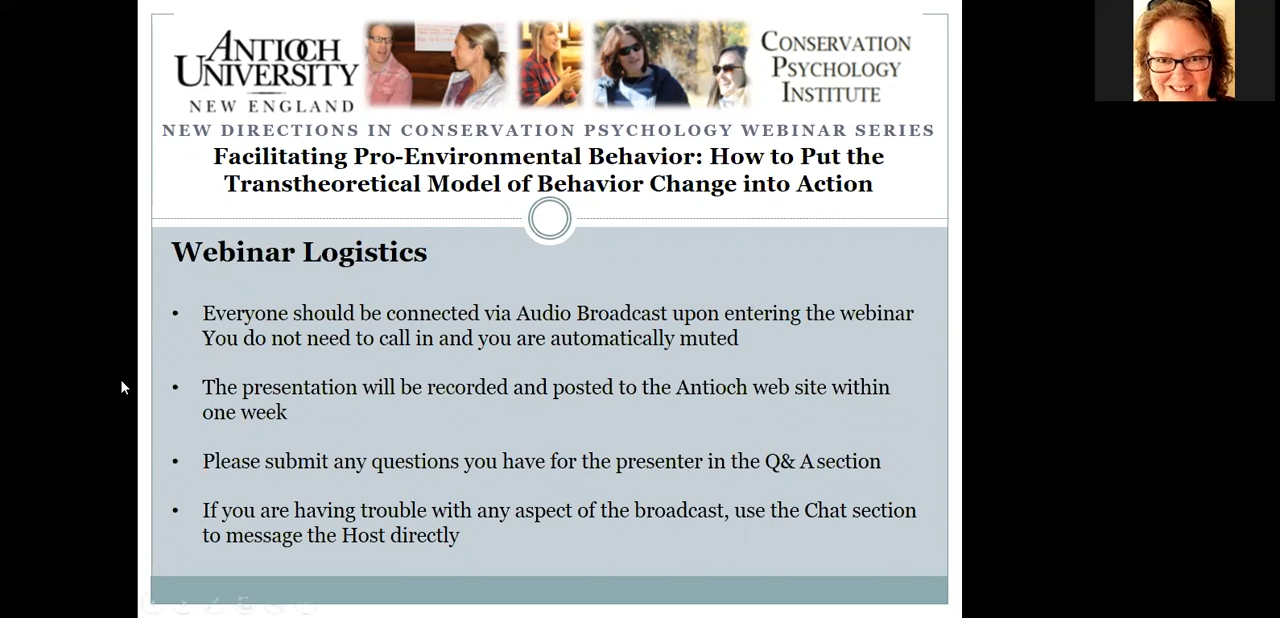 ANTIOCH
UNIVERSITY
NEW ENGLAND
CONSERVATION
PSYCHOLOGY
INSTITUTE
NEW DIRECTIONS IN CONSERVATION PSYCHOLOGY WEBINAR SERIES
Facilitating Pro-Environmental Behavior: How to Put the
Transtheoretical Model of Behavior Change into Action
Webinar Logistics
• Everyone should be connected via Audio Broadcast upon entering the webinar
You do not need to call in and you are automatically muted
• The presentation will be recorded and posted to the Antioch web site within
one week
• Please submit any questions you have for the presenter in the Q& A section
• If you are having trouble with any aspect of the broadcast, use the Chat section
to message the Host directly